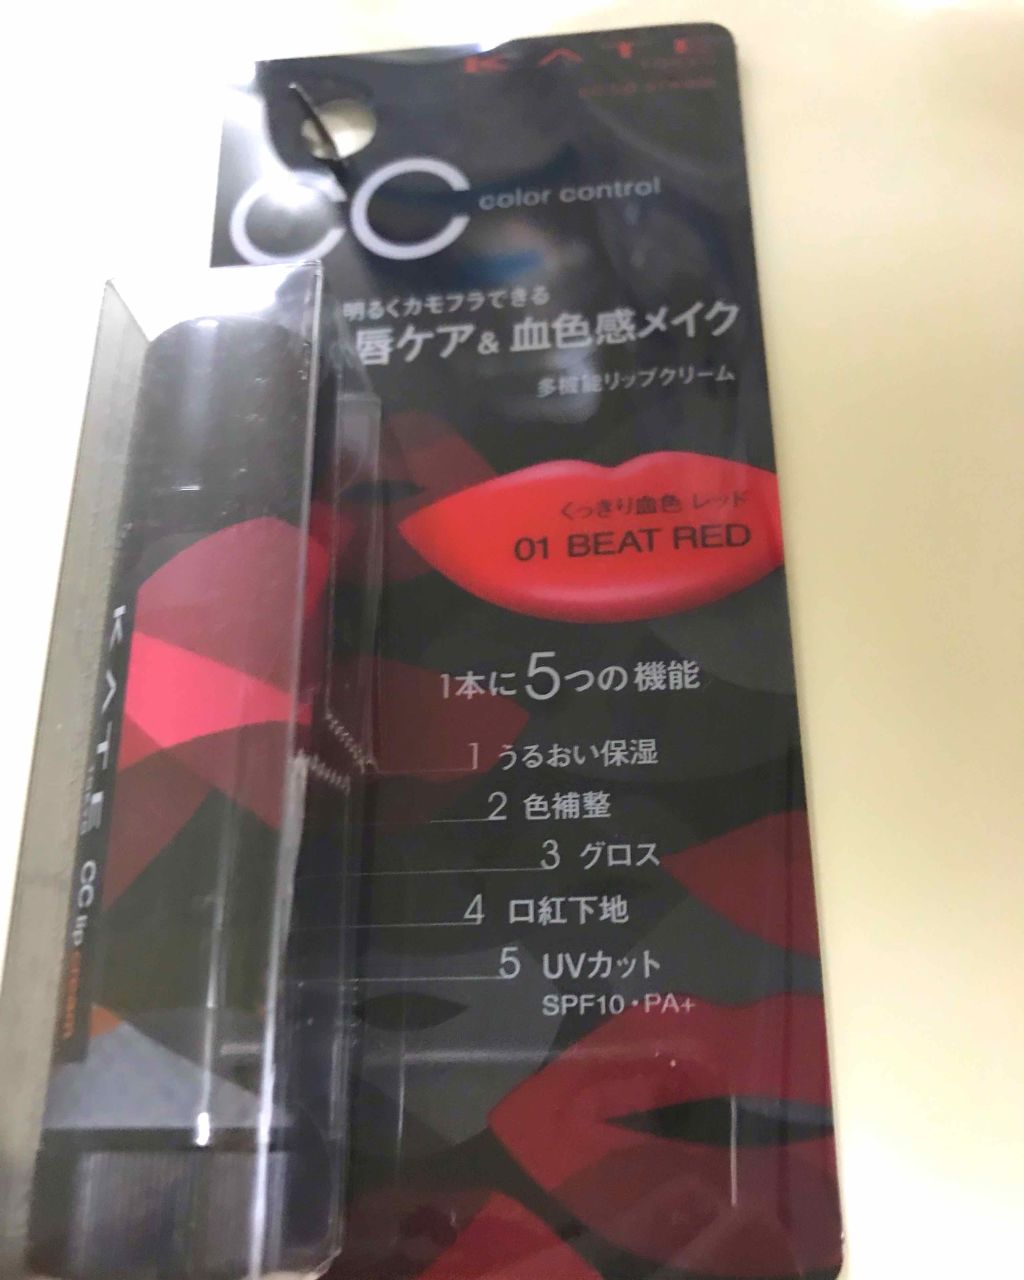 KATE
CC color control
明るくカモフラできる
唇ケア&血色感メイク
多機能リップクリーム
くっきり血色 レッド
01 BEAT RED
1本に5つの機能
1 うるおい保湿
2 色補整
3 グロス
4 口紅下地
5 UVカット
SPF10・PA+
KATE
CC lip cream